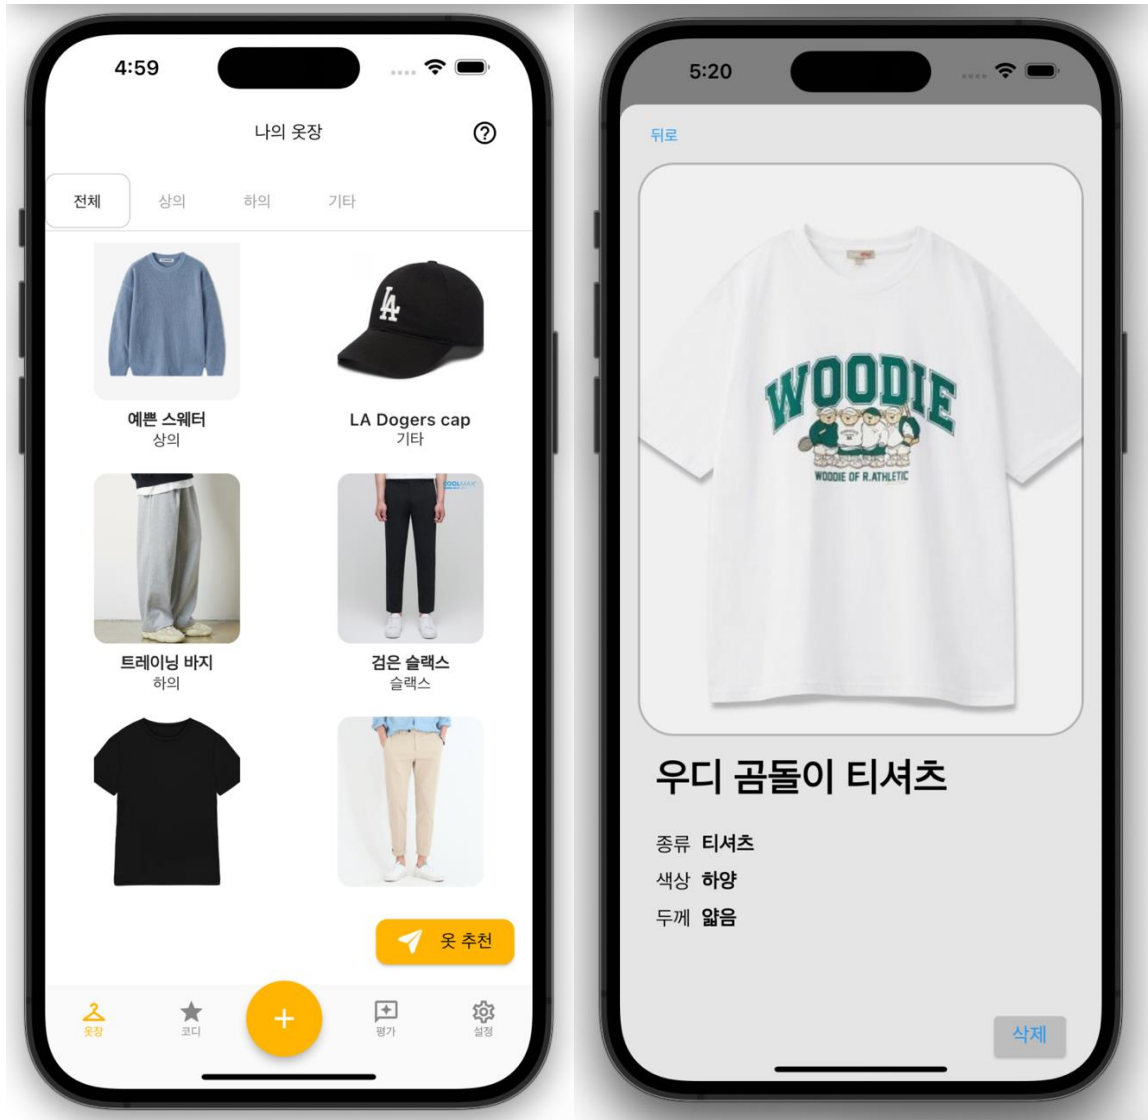 4:59
나의 옷장
전체 상의 하의 기타
LA
예쁜 스웨터
상의
LA Dogers cap
기타
COOLMAX
트레이닝 바지
하의
검은 슬랙스
슬랙스
옷 추천
옷장 코디 평가 설정
5:20
뒤로
WOODIE
WOODIE OF R.ATHLETIC
우디 곰돌이 티셔츠
종류 티셔츠
색상 하양
두께 얇음
삭제